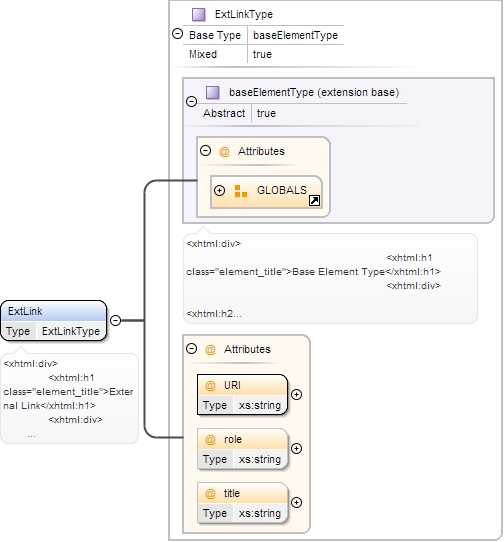 ExtLinkType
Base Type baseElementType
Mixed true
baseElementType (extension base)
Abstract true
@ Attributes
GLOBALS
<xhtml:div>
<xhtml:h1
class="element_title">Base Element Type</xhtml:h1>
<xhtml:div>
<xhtml:h2...
ExtLink
Type ExtLinkType
<xhtml:div>
<xhtml:h1
class="element_title">Exter
nal Link</xhtml:h1>
<xhtml:div>
...
@ Attributes
@ URI
Type xs:string
@ role
Type xs:string
@ title
Type xs:string